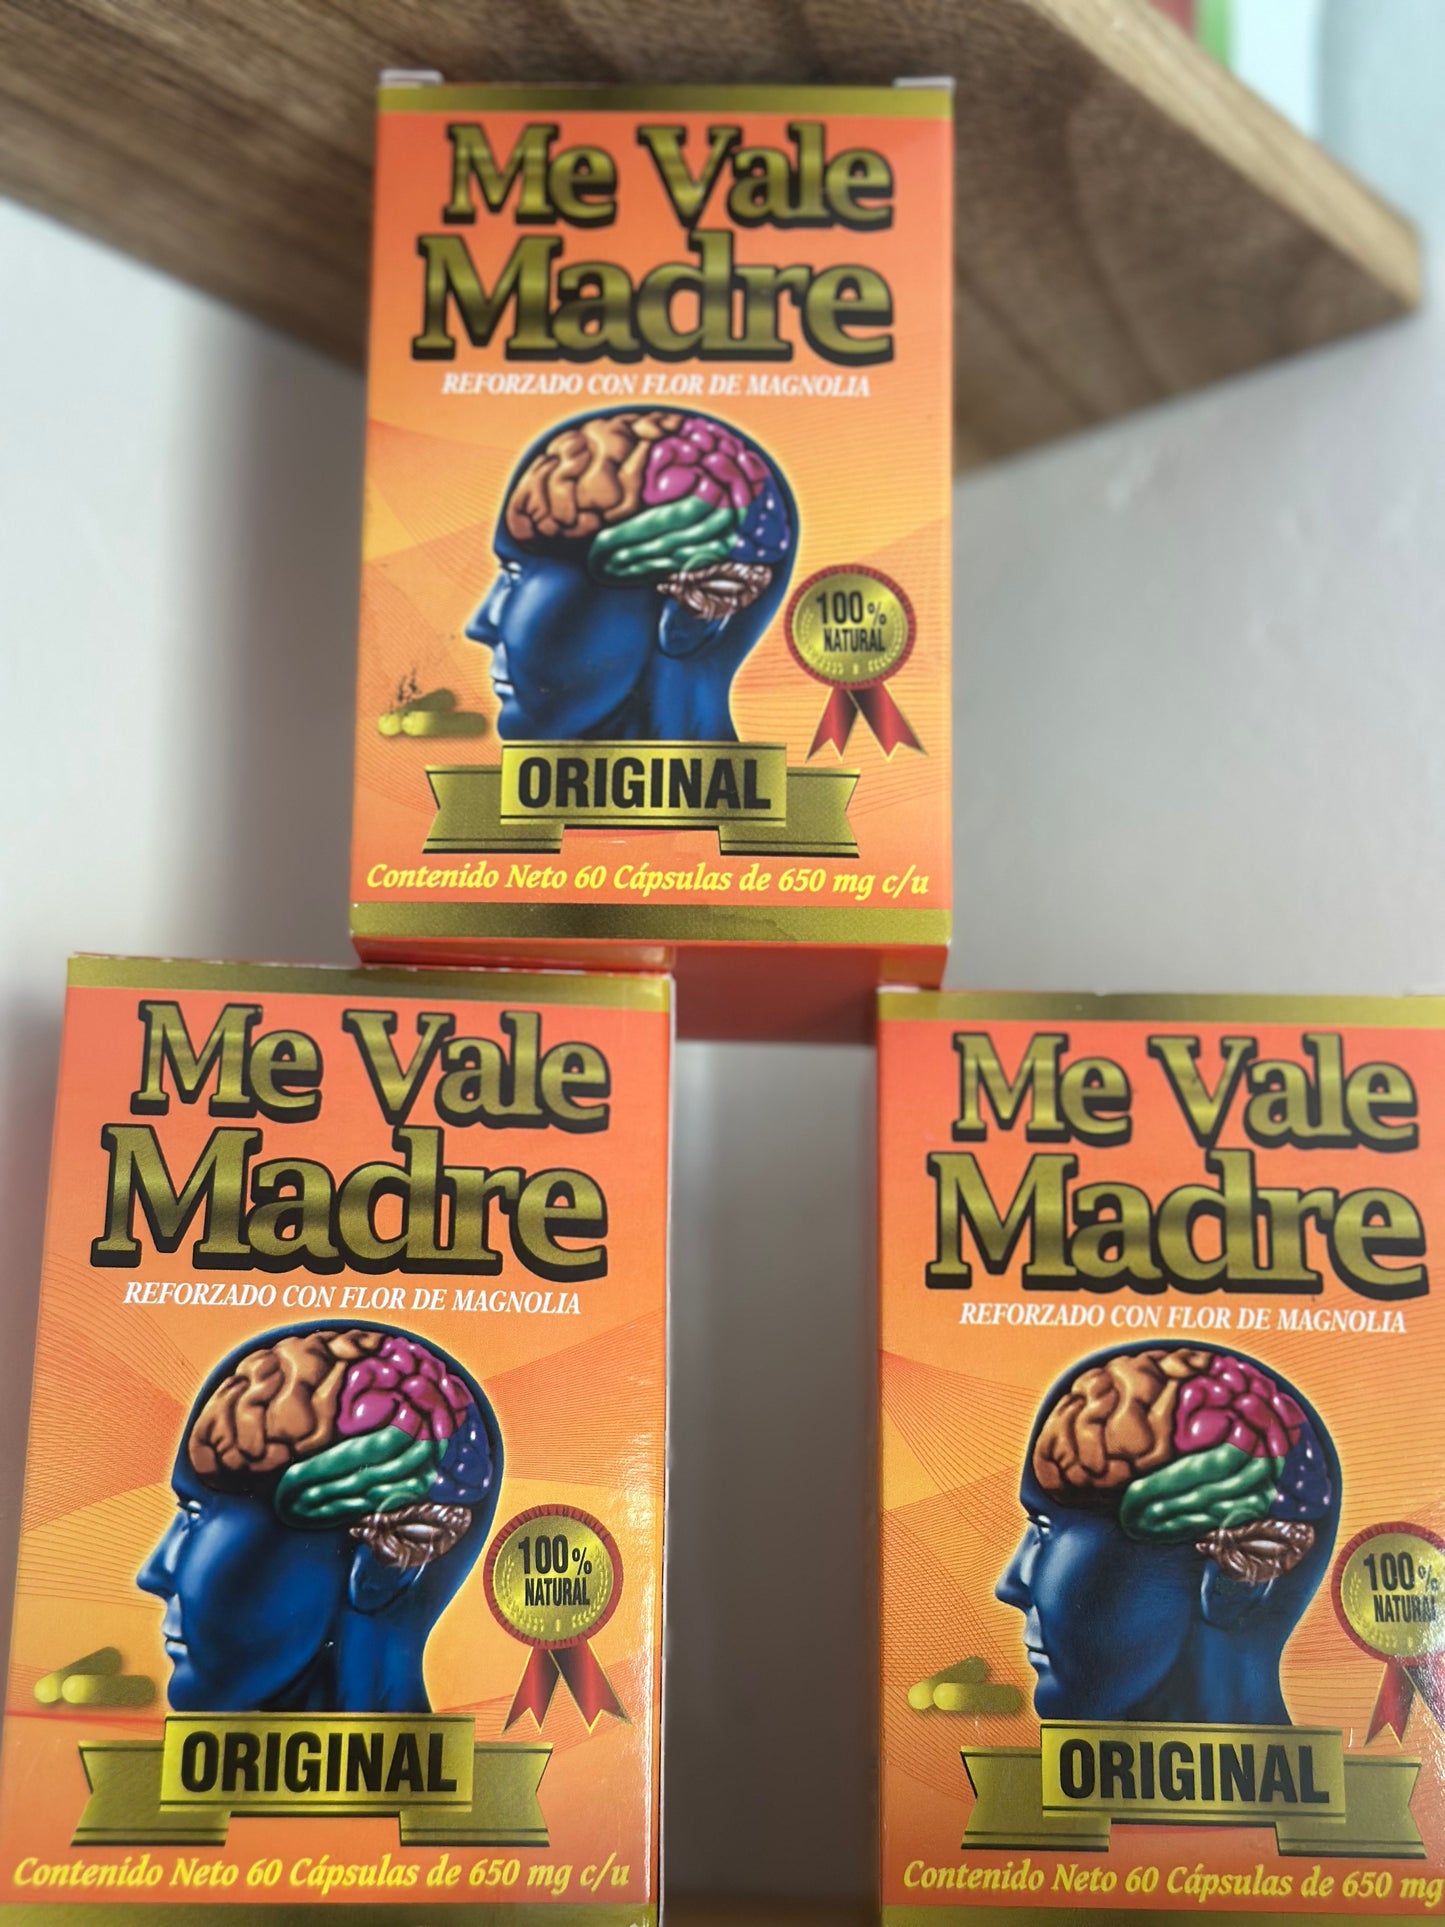 Me Vale
Madre
REFORZADO CON FLOR DE MAGNOLIA
100%
NATURAL
ORIGINAL
Contenido Neto 60 Cápsulas de 650 mg c/u
Me Vale
Madre
REFORZADO CON FLOR DE MAGNOLIA
100%
NATURAL
ORIGINAL
Contenido Neto 60 Cápsulas de 650 mg c/u
Me Vale
Madre
REFORZADO CON FLOR DE MAGNOLIA
100%
NATURAL
ORIGINAL
Contenido Neto 60 Cápsulas de 650 mg